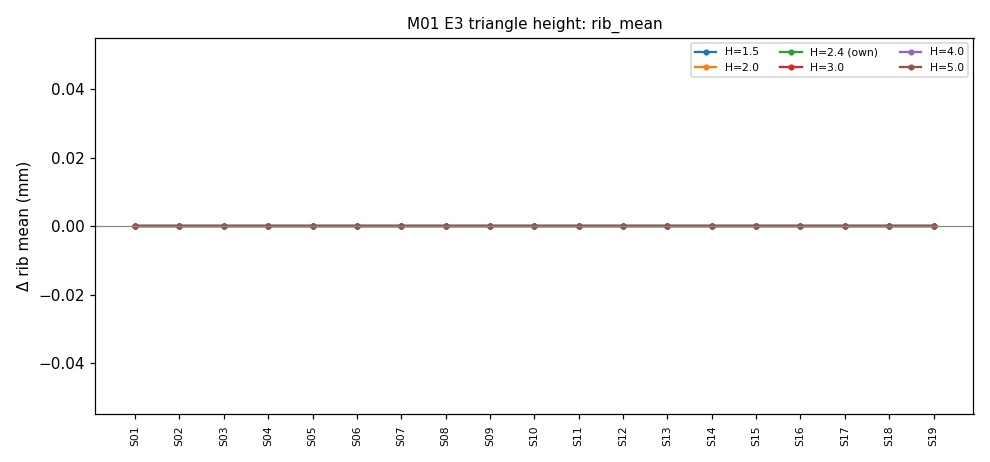 M01 E3 triangle height: rib_mean
H=1.5 H=2.4 (own) H=4.0
H=2.0 H=3.0 H=5.0
0.04
0.02
0.00
−0.02
−0.04
Δ rib mean (mm)
S01 S02 S03 S04 S05 S06 S07 S08 S09 S10 S11 S12 S13 S14 S15 S16 S17 S18 S19